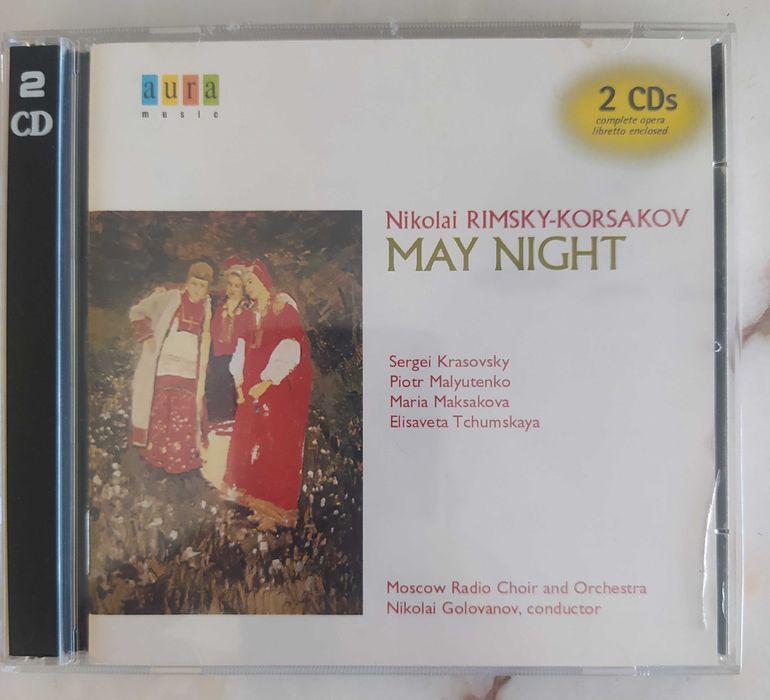 2
CD
aura
music
2 CDs
complete opera
libretto enclosed
Nikolai RIMSKY-KORSAKOV
MAY NIGHT
Sergei Krasovsky
Piotr Malyutenko
Maria Maksakova
Elisaveta Tchumskaya
Moscow Radio Choir and Orchestra
Nikolai Golovanov, conductor